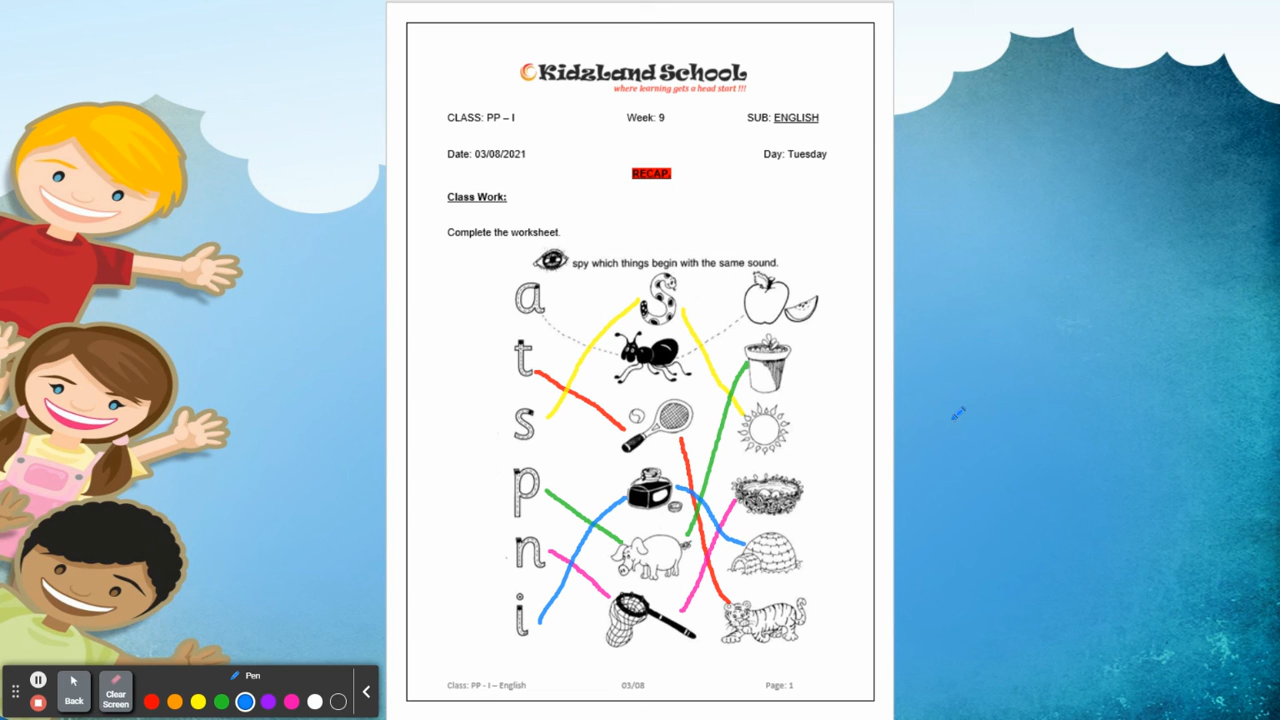 KidzLand School
where learning gets a head start !!!
CLASS: PP – I Week: 9 SUB: ENGLISH
Date: 03/08/2021 Day: Tuesday
RECAP.
Class Work:
Complete the worksheet.
spy which things begin with the same sound.
a
t
s
p
n
i
Class: PP - I – English 03/08 Page: 1
Pen
Back
Clear
Screen